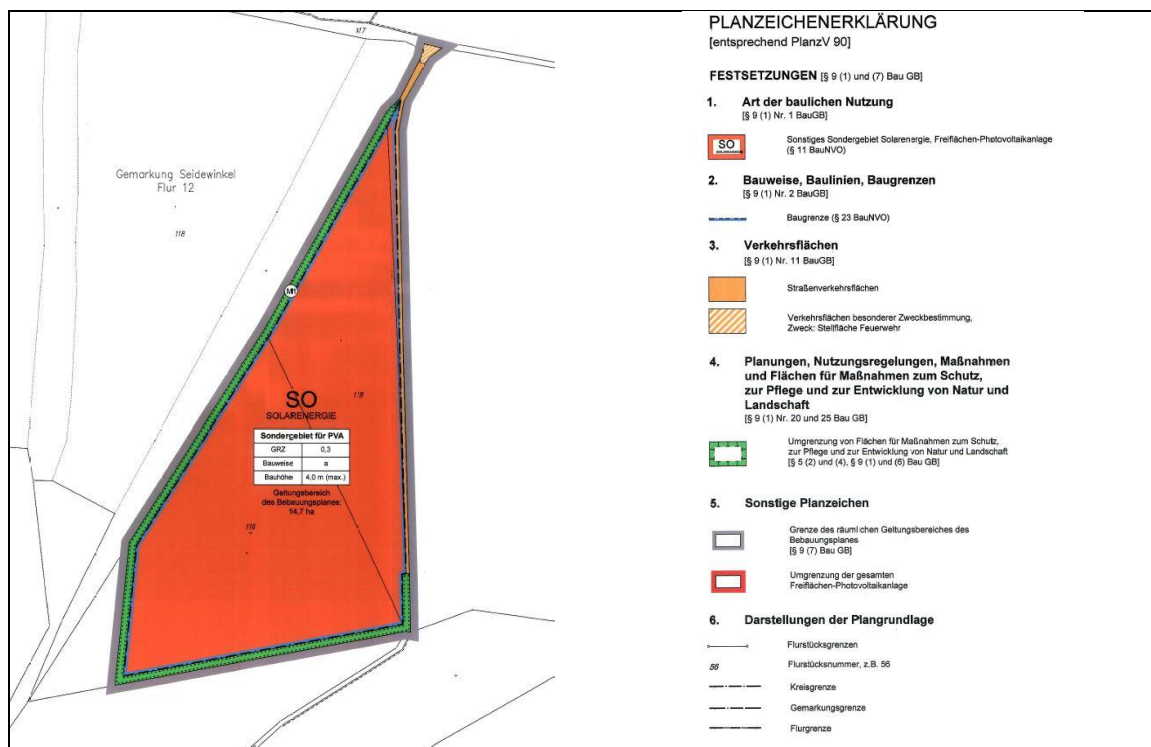 117
Gemarkung Seidewinkel
Flur 12
118
M1
SO
SOLARENERGIE
118
Sondergebiet für PVA
GRZ 0,3
Bauweise a
Bauhöhe 4,0 m (max.)
Geltungsbereich
des Bebauungsplanes:
14,7 ha
116
PLANZEICHENERKLÄRUNG
[entsprechend PlanzV 90]
FESTSETZUNGEN [§ 9 (1) und (7) Bau GB]
1. Art der baulichen Nutzung
[§ 9 (1) Nr. 1 BauGB]
SO
SOLARENERGIE
Sonstiges Sondergebiet Solarenergie, Freiflächen-Photovoltaikanlage
(§ 11 BauNVO)
2. Bauweise, Baulinien, Baugrenzen
[§ 9 (1) Nr. 2 BauGB]
Baugrenze (§ 23 BauNVO)
3. Verkehrsflächen
[§ 9 (1) Nr. 11 BauGB]
Straßenverkehrsflächen
Verkehrsflächen besonderer Zweckbestimmung,
Zweck: Stellfläche Feuerwehr
4. Planungen, Nutzungsregelungen, Maßnahmen
und Flächen für Maßnahmen zum Schutz,
zur Pflege und zur Entwicklung von Natur und
Landschaft
[§ 9 (1) Nr. 20 und 25 Bau GB]
Umgrenzung von Flächen für Maßnahmen zum Schutz,
zur Pflege und zur Entwicklung von Natur und Landschaft
[§ 5 (2) und (4), § 9 (1) und (6) Bau GB]
5. Sonstige Planzeichen
Grenze des räumlichen Geltungsbereiches des
Bebauungsplanes
[§ 9 (7) Bau GB]
Umgrenzung der gesamten
Freiflächen-Photovoltaikanlage
6. Darstellungen der Plangrundlage
Flurstücksgrenzen
56 Flurstücksnummer, z.B. 56
Kreisgrenze
Gemarkungsgrenze
Flurgrenze